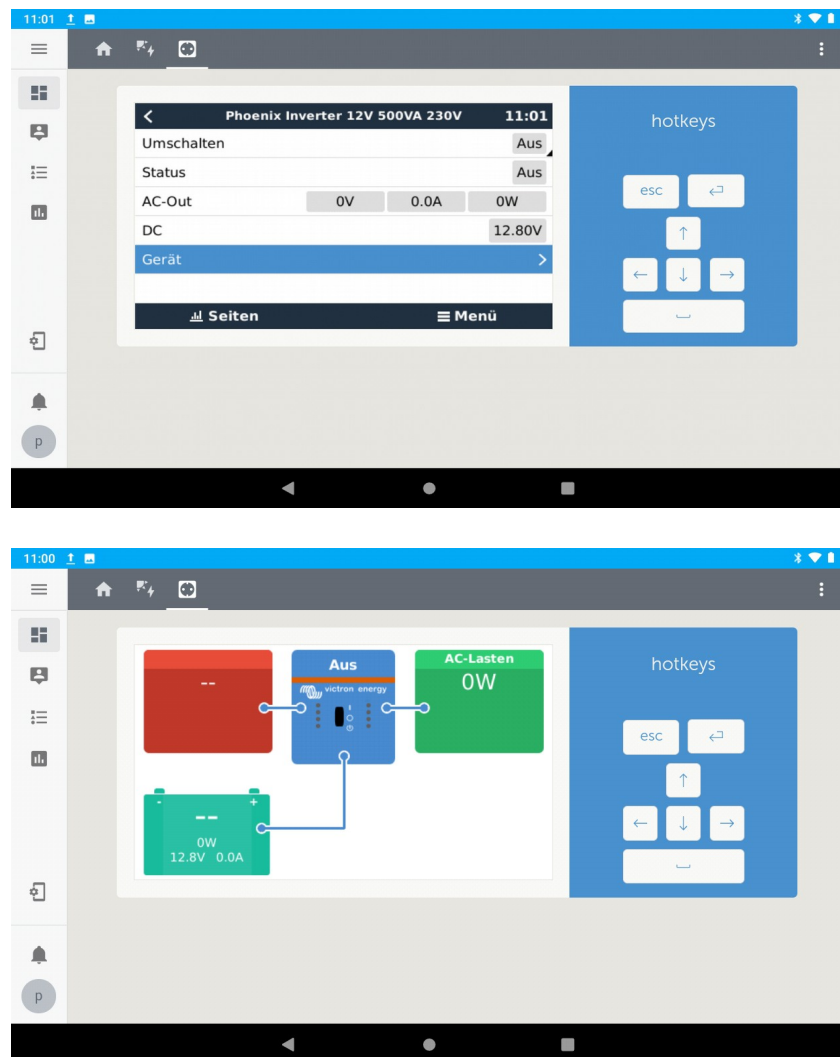 11:01
Phoenix Inverter 12V 500VA 230V 11:01
Umschalten Aus
Status Aus
AC-Out 0V 0.0A 0W
DC 12.80V
Gerät
Seiten Menü
hotkeys
esc
p
11:00
--
Aus
victron energy
AC-Lasten
0W
- +
--
0W
12.8V 0.0A
hotkeys
esc
p